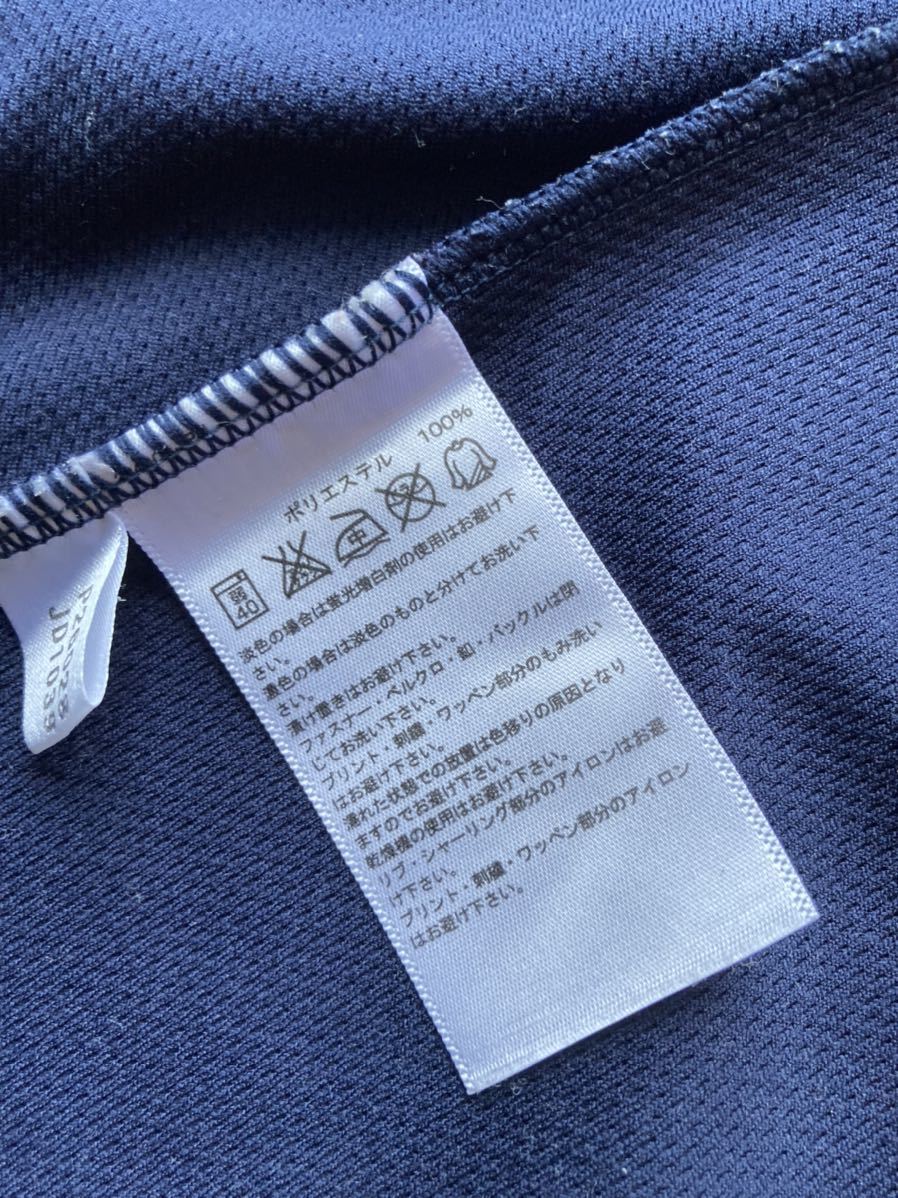 ポリエステル 100%
弱
40
中
淡色の場合は蛍光増白剤の使用はお避け下
さい。
濃色の場合は淡色のものと分けてお洗い下
さい。
漬け置きはお避け下さい。
ファスナー・ベルクロ・釦・バックルは閉
じてお洗い下さい。
プリント・刺繍・ワッペン部分のもみ洗い
はお避け下さい。
濡れた状態での放置は色移りの原因となり
ますのでお避け下さい。
乾燥機の使用はお避け下さい。
リブ・シャーリング部分のアイロンはお避
け下さい。
プリント・刺繍・ワッペン部分のアイロン
はお避け下さい。
JD103